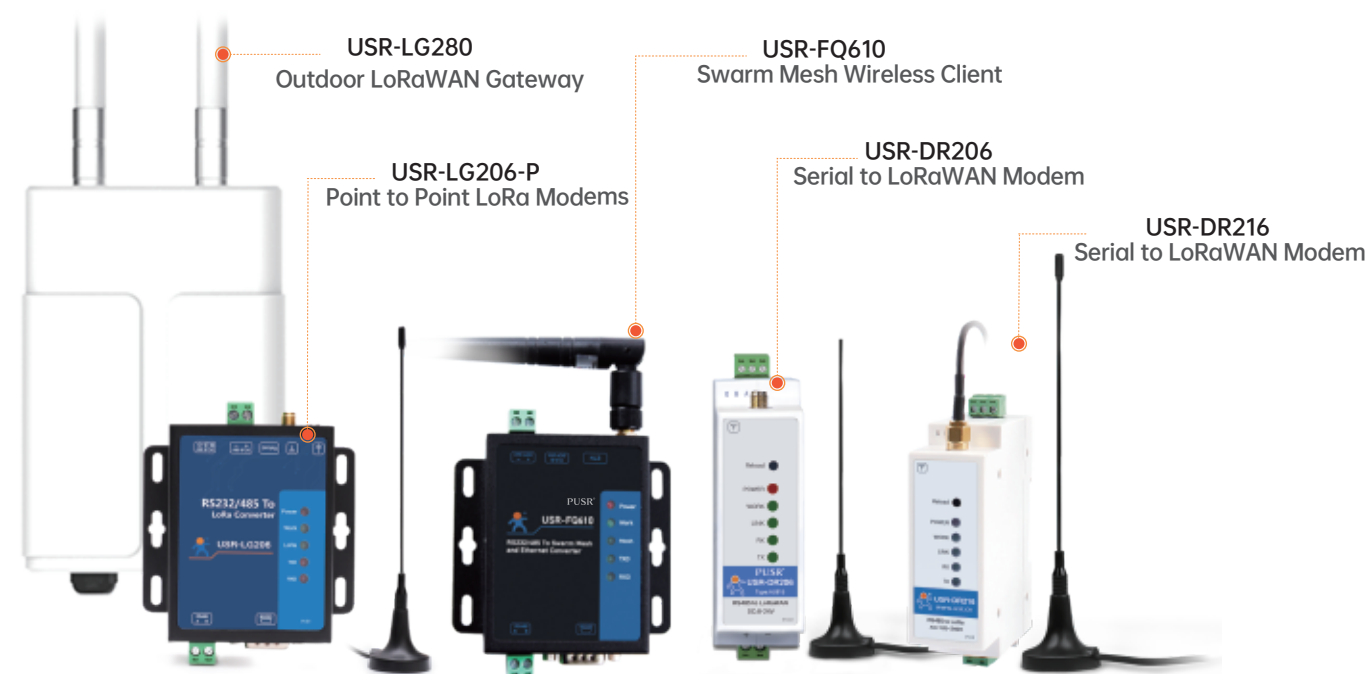 USR-LG280
Outdoor LoRaWAN Gateway
USR-FQ610
Swarm Mesh Wireless Client
USR-LG206-P
Point to Point LoRa Modems
USR-DR206
Serial to LoRaWAN Modem
USR-DR216
Serial to LoRaWAN Modem
RS232/485 To
LoRa Converter
USR-LG206
Power
Work
LoRa
PUSR
USR-FQ610
RS232/485 To Swarm Mesh
and Ethernet Converter
Power
Work
Mesh
TXD
RXD
Reload
POWER
WORK
LINK
RX
TX
PUSR
USR-DR206
Reload
POWER
WORK
LINK
RX
TX